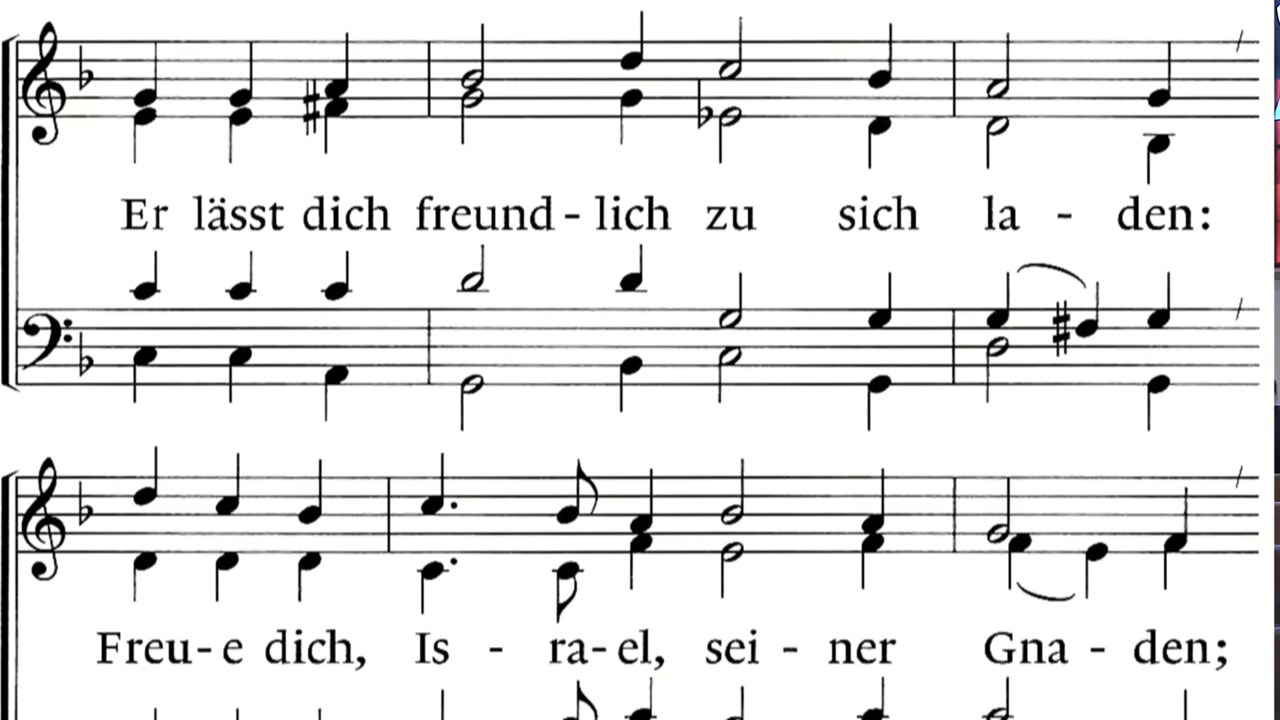 Er lässt dich freund - lich zu sich la - den:
Freu - e dich, Is - ra - el, sei - ner Gna - den;